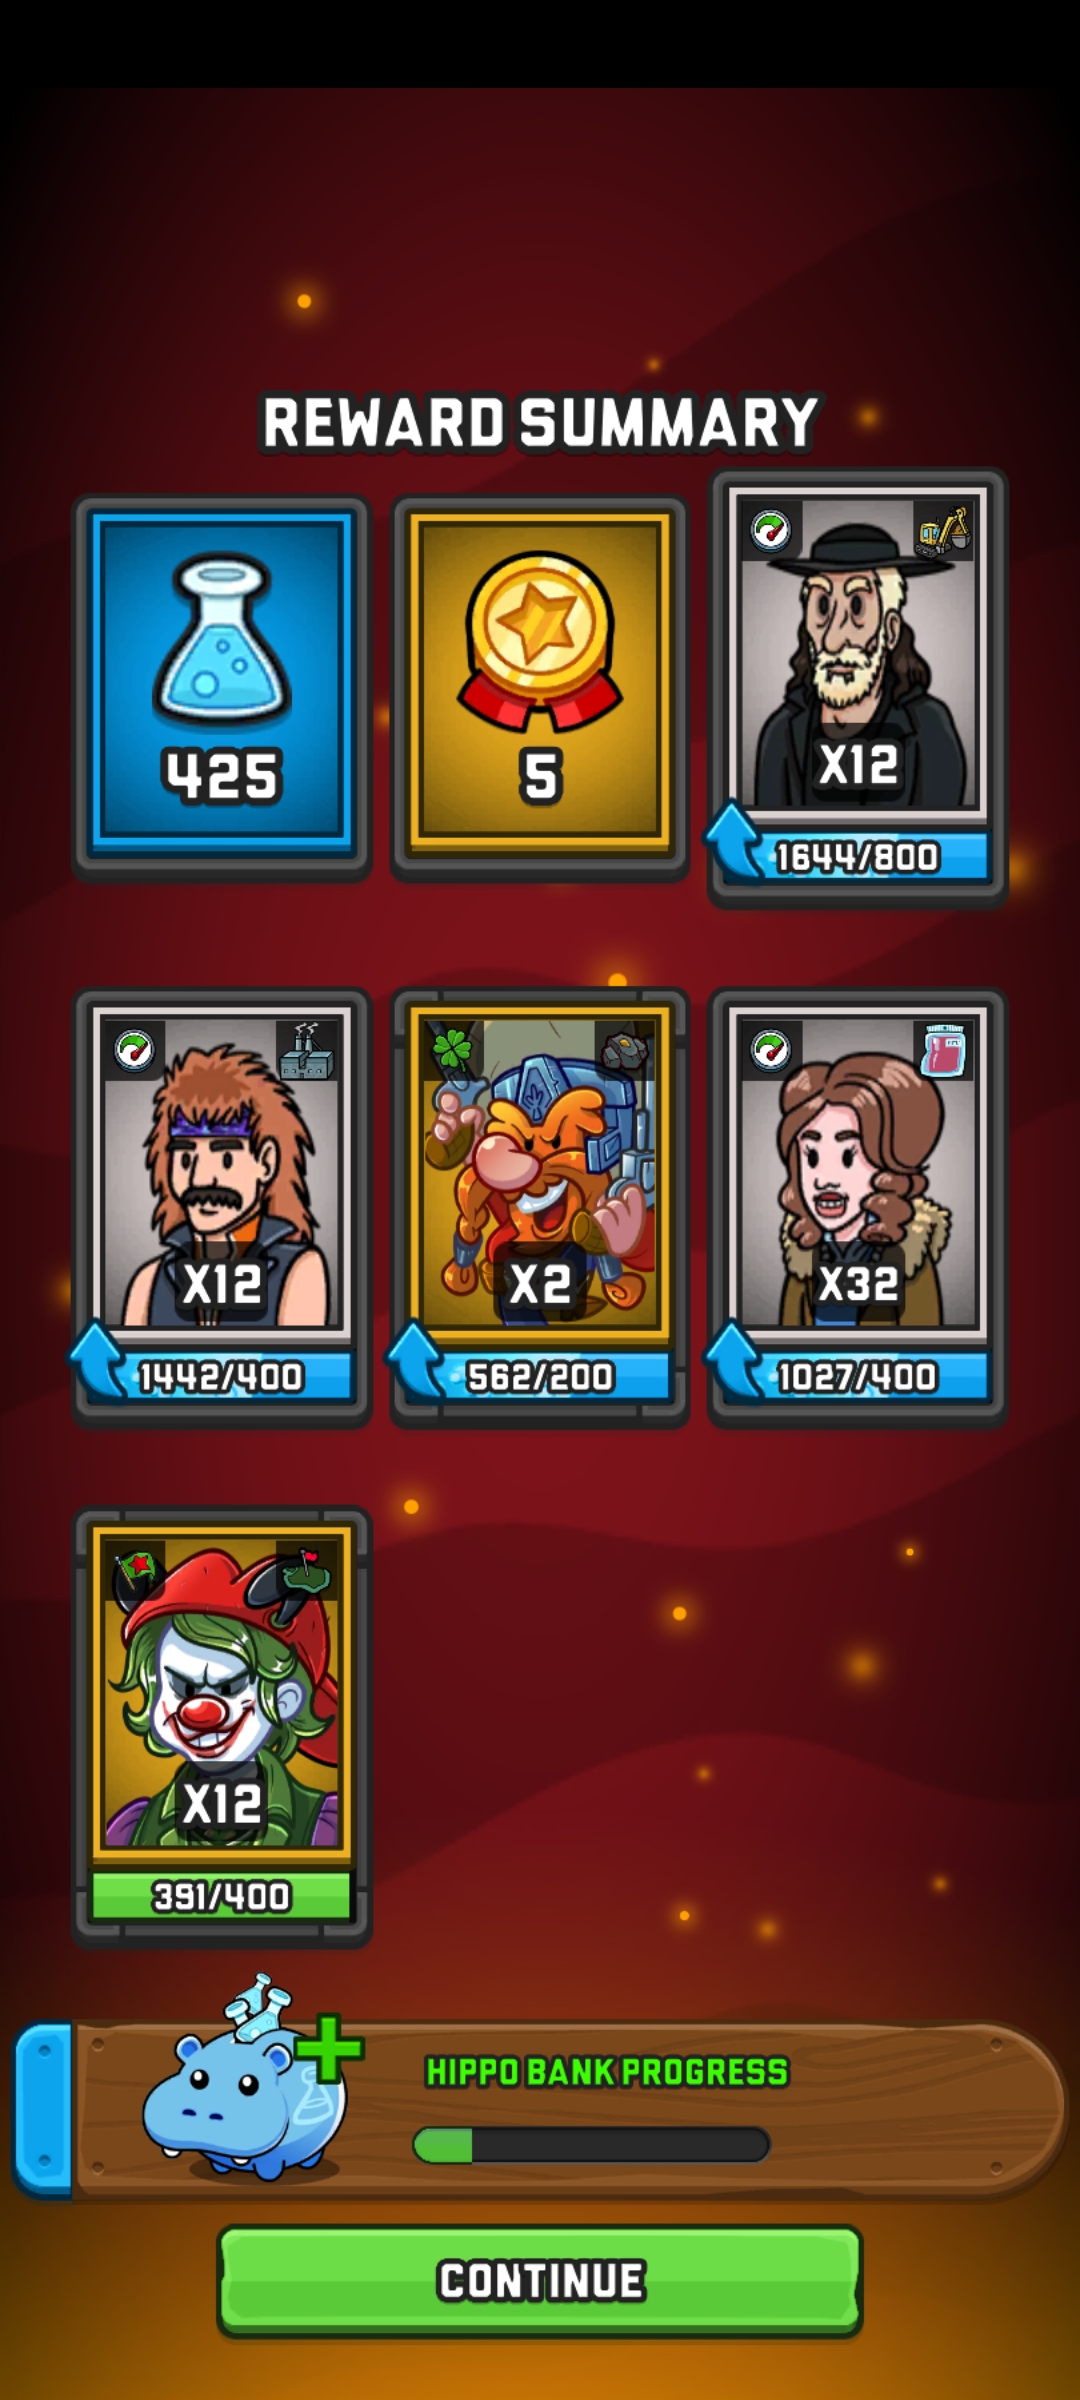 REWARD SUMMARY
425
5
X12
1644/800
X12
1442/400
X2
562/200
X32
1027/400
X12
391/400
HIPPO BANK PROGRESS
CONTINUE